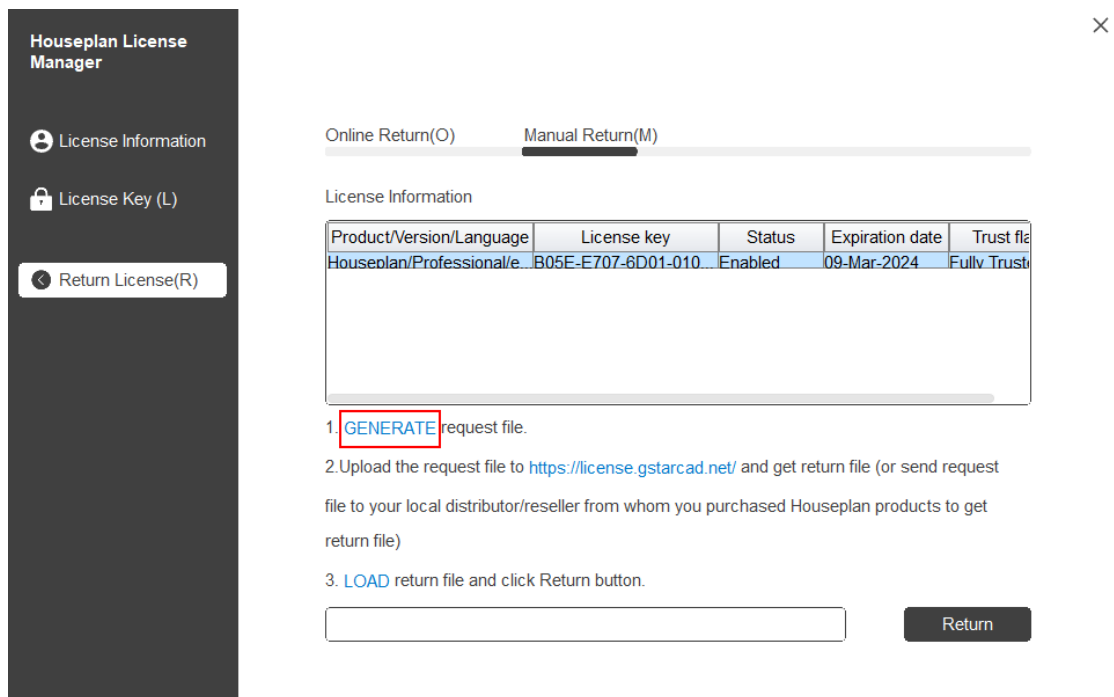 Houseplan License
Manager
License Information
License Key (L)
Return License(R)
Online Return(O) Manual Return(M)
License Information
Product/Version/Language License key Status Expiration date Trust fla
Houseplan/Professional/e... B05E-E707-6D01-010... Enabled 09-Mar-2024 Fully Truste
1. GENERATE request file.
2.Upload the request file to https://license.gstarcad.net/ and get return file (or send request
file to your local distributor/reseller from whom you purchased Houseplan products to get
return file)
3. LOAD return file and click Return button.
Return